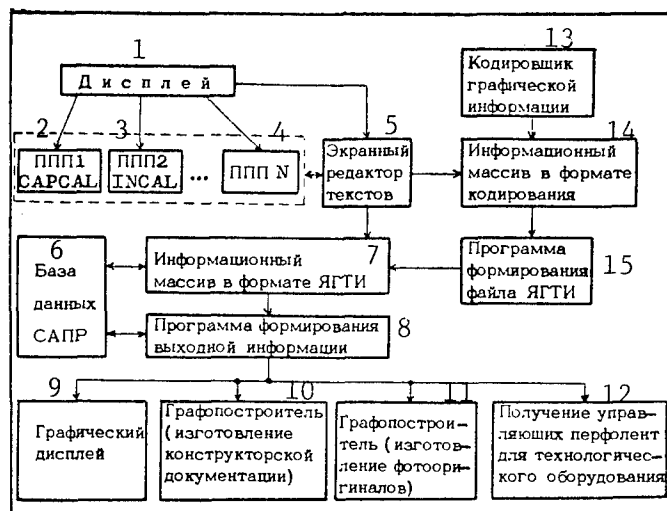 1
Дисплей
13
Кодировщик
графической
информации
2
3
4
5
14
ППП1
CAPCAL
ППП2
INCAL
...
ППП N
Экранный
редактор
текстов
Информационный
массив в формате
кодирования
6
База
данных
САПР
7
Информационный
массив в формате ЯГТИ
Программа
формирования
файла ЯГТИ
15
Программа формирования
выходной информации
8
9
Графический
дисплей
10
Графопостроитель
(изготовление
конструкторской
документации)
11
Графопострои-
тель (изготов-
ление фотоори-
гиналов)
12
Получение управ-
ляющих перфолент
для технологичес-
кого оборудования